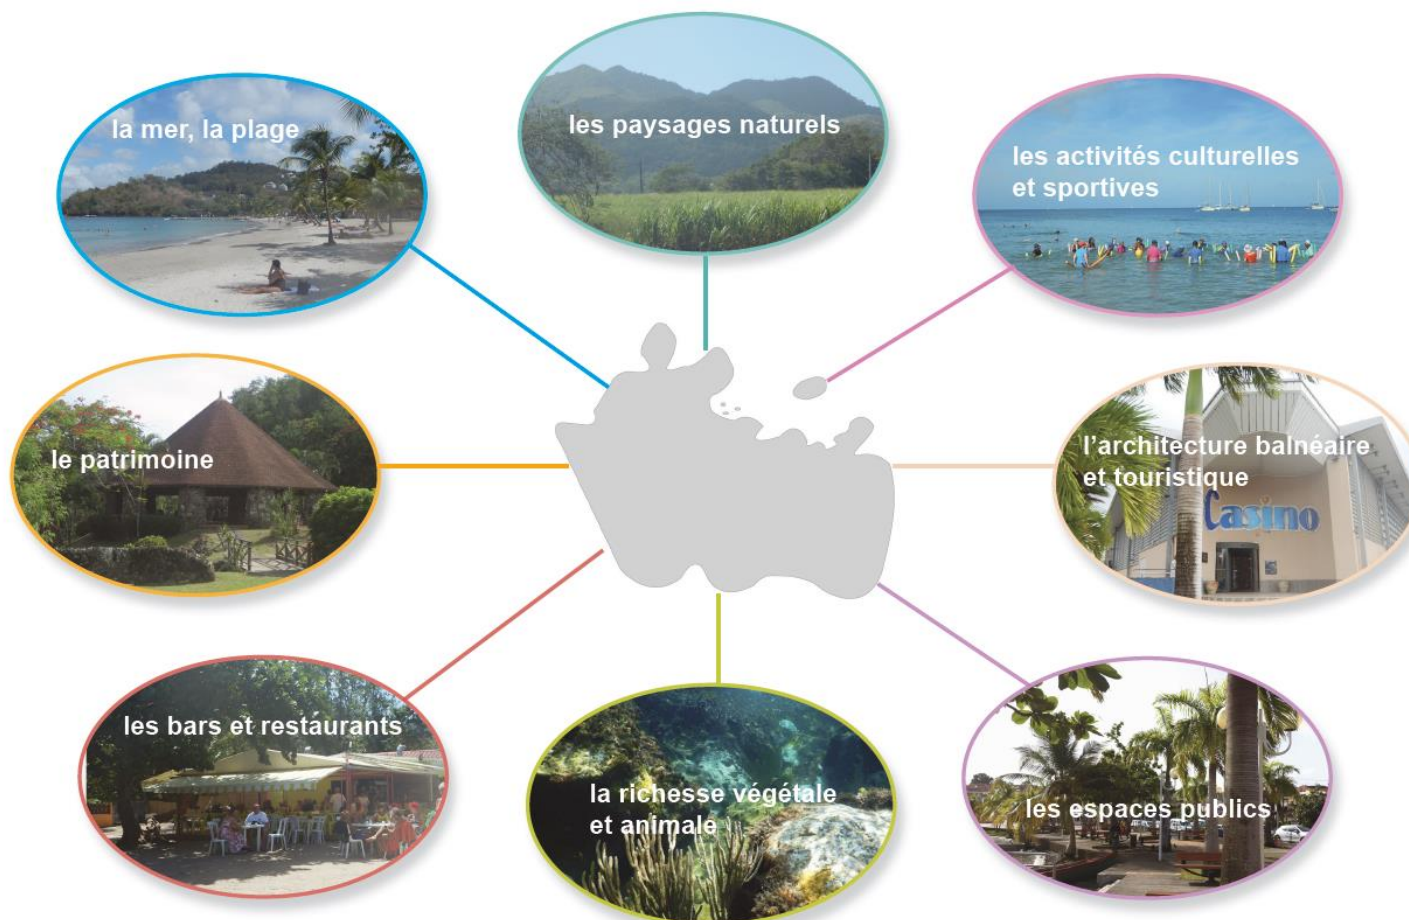 la mer, la plage
les paysages naturels
les activités culturelles
et sportives
le patrimoine
l'architecture balnéaire
et touristique
Casino
les bars et restaurants
la richesse végétale
et animale
les espaces publics